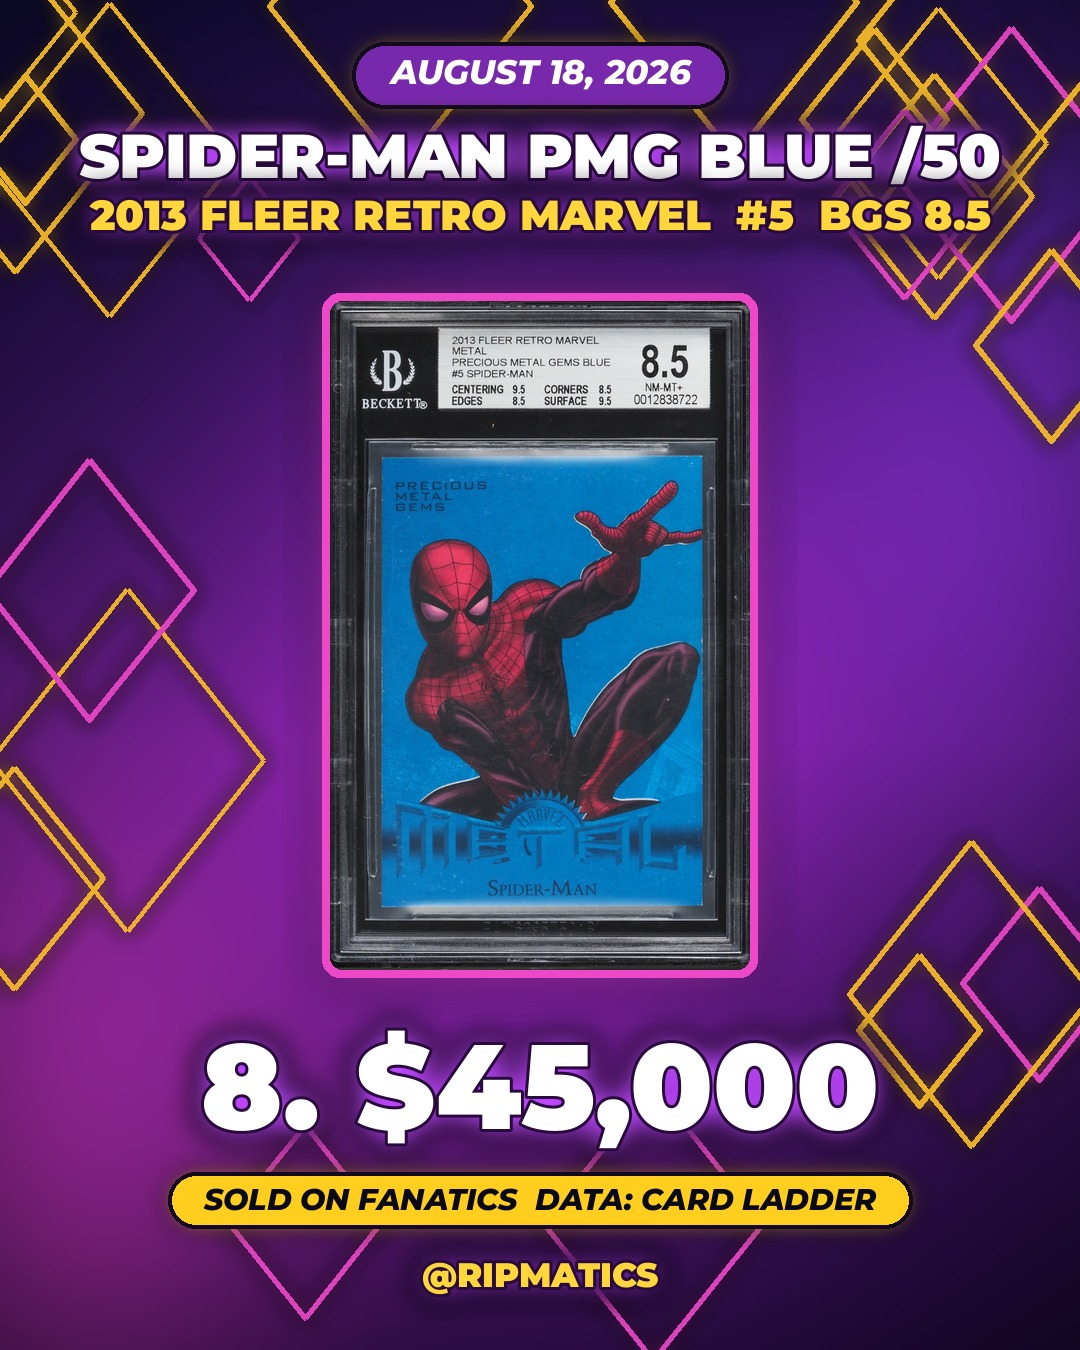 AUGUST 18, 2026
SPIDER-MAN PMG BLUE /50
2013 FLEER RETRO MARVEL #5 BGS 8.5
2013 FLEER RETRO MARVEL
METAL
PRECIOUS METAL GEMS BLUE
#5 SPIDER-MAN
CENTERING 9.5 CORNERS 8.5
EDGES 8.5 SURFACE 9.5
8.5
NM-MT+
0012838722
B
BECKETT®
PRECIOUS
METAL
GEMS
MARVEL
METAL
SPIDER-MAN
8. $45,000
SOLD ON FANATICS DATA: CARD LADDER
@RIPMATICS